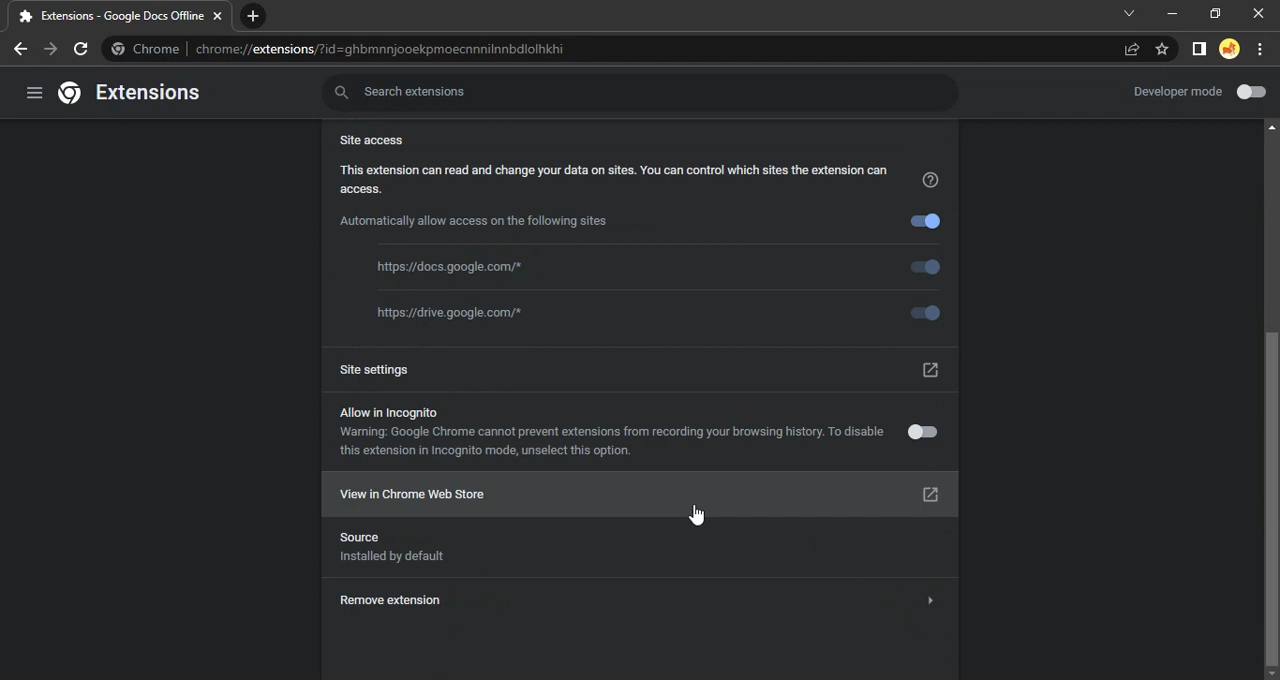 Extensions - Google Docs Offline
Chrome
chrome://extensions/?id=ghbmnnjooekpmoecnnnilnnbdlolhkhi
Extensions
Search extensions
Developer mode
Site access
This extension can read and change your data on sites. You can control which sites the extension can
access.
Automatically allow access on the following sites
https://docs.google.com/*
https://drive.google.com/*
Site settings
Allow in Incognito
Warning: Google Chrome cannot prevent extensions from recording your browsing history. To disable
this extension in Incognito mode, unselect this option.
View in Chrome Web Store
Source
Installed by default
Remove extension